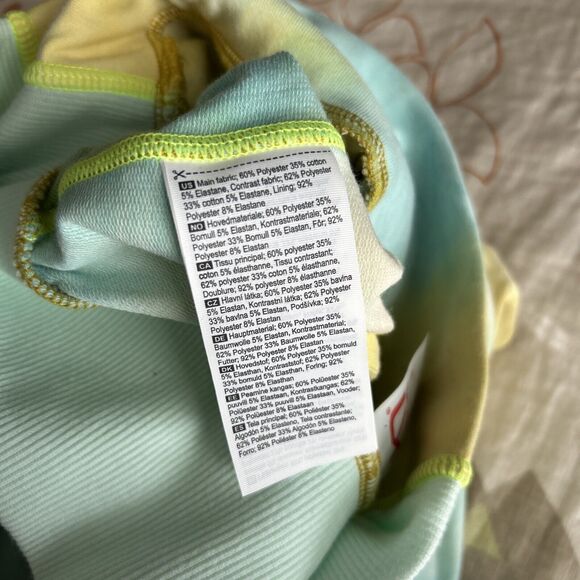 US Main fabric; 60% Polyester 35% cotton
5% Elastane, Contrast fabric; 62% Polyester
33% cotton 5% Elastane, Lining; 92%
Polyester 8% Elastane
NO Hovedmateriale; 60% Polyester 35%
Bomull 5% Elastan, Kontrastmateriale; 62%
Polyester 33% Bomull 5% Elastan, Fôr; 92%
Polyester 8% Elastan
CA Tissu principal; 60% Polyester 35%
coton 5% élasthanne, Tissu contrastant;
62% polyester 33% coton 5% élasthanne,
Doublure; 92% polyester 8% élasthanne
CZ Hlavní látka; 60% Polyester 35% bavlna
5% Elastan, Kontrastní látka; 62% Polyester
33% bavlna 5% Elastan, Podšívka; 92%
Polyester 8% Elastan
DE Hauptmaterial; 60% Polyester 35%
Baumwolle 5% Elastan, Kontrastmaterial;
62% Polyester 33% Baumwolle 5% Elastan,
Futter; 92% Polyester 8% Elastan
DK Hovedstof; 60% Polyester 35% bomuld
5% Elasthan, Kontraststof; 62% Polyester
33% bomuld 5% Elasthan, Foring; 92%
Polyester 8% Elasthan
EE Peamine kangas; 60% Polüester 35%
puuvill 5% Elastaan, Kontrastkangas; 62%
Polüester 33% puuvill 5% Elastaan, Vooder;
92% Polüester 8% Elastaan
ES Tela principal; 60% Poliéster 35%
Algodón 5% Elasteno, Tela contrastante;
62% Poliéster 33% Algodón 5% Elasteno,
Forro; 92% Poliéster 8% Elasteno